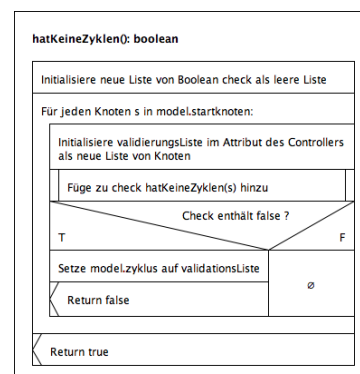 hatKeineZyklen(): boolean
Initialisiere neue Liste von Boolean check als leere Liste
Für jeden Knoten s in model.startknoten:
Initialisiere validierungsListe im Attribut des Controllers
als neue Liste von Knoten
Füge zu check hatKeineZyklen(s) hinzu
Check enthält false ?
T
F
Setze model.zyklus auf validationsListe
ø
Return false
Return true